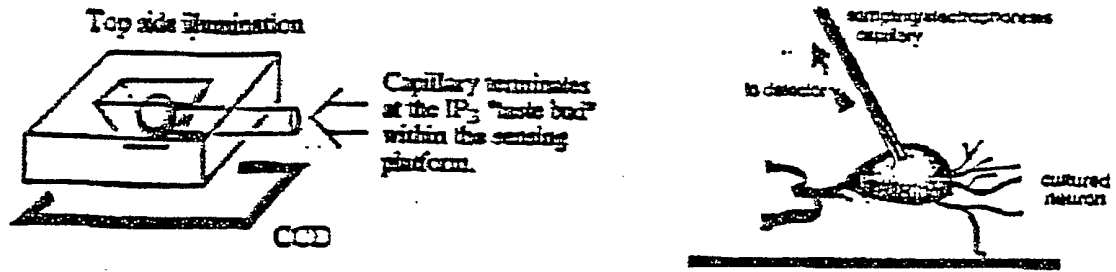 Top side illumination
Capillary terminates
at the IP3 "taste bud"
within the sensing
platform.
CCD
sampling/electrophoresis
capillary
to detector
cultured
neuron